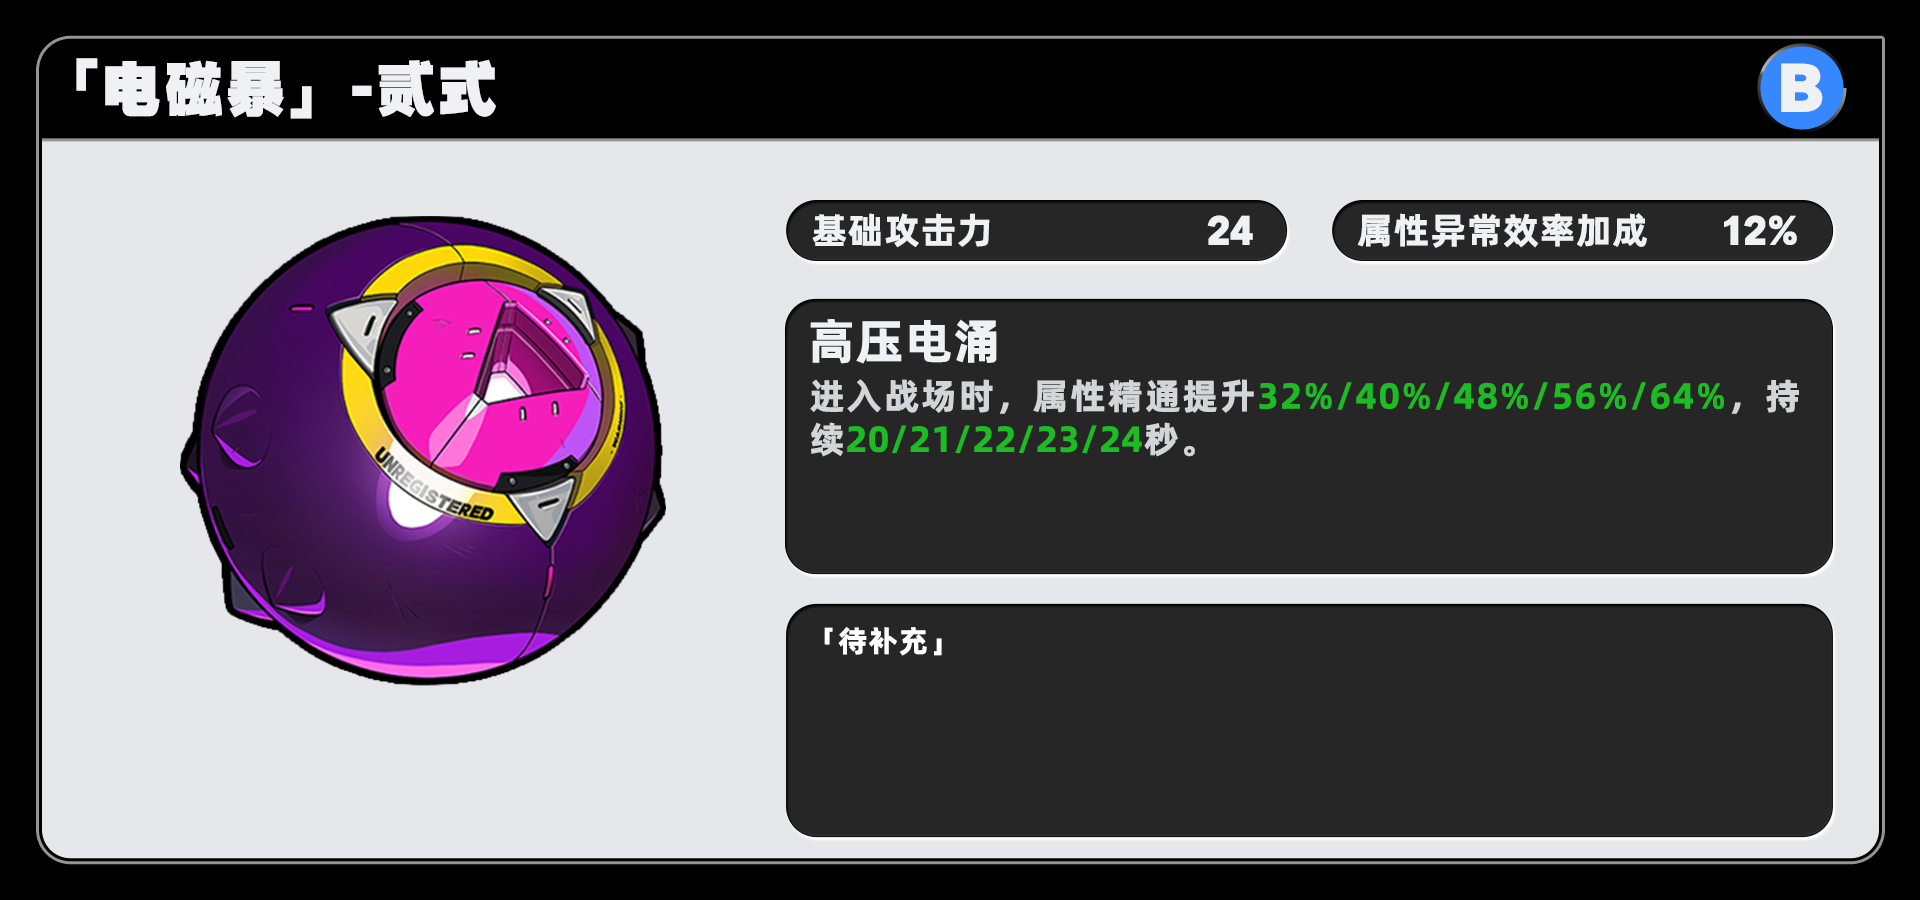 「电磁暴」-贰式
B
基础攻击力 24
属性异常效率加成 12%
高压电涌
进入战场时，属性精通提升32%/40%/48%/56%/64%，持
续20/21/22/23/24秒。
「待补充」
UNREGISTERED